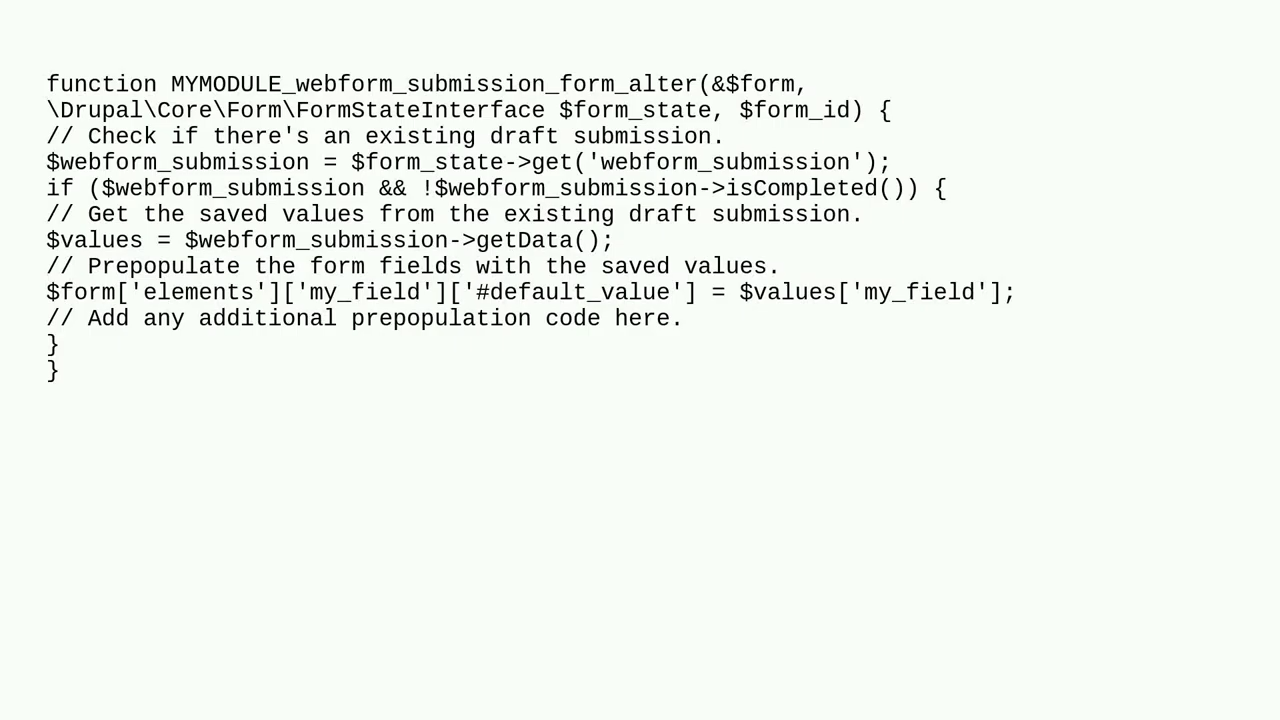 function MYMODULE_webform_submission_form_alter(&$form,
\Drupal\Core\Form\FormStateInterface $form_state, $form_id) {
// Check if there's an existing draft submission.
$webform_submission = $form_state->get('webform_submission');
if ($webform_submission && !$webform_submission->isCompleted()) {
// Get the saved values from the existing draft submission.
$values = $webform_submission->getData();
// Prepopulate the form fields with the saved values.
$form['elements']['my_field']['#default_value'] = $values['my_field'];
// Add any additional prepopulation code here.
}
}